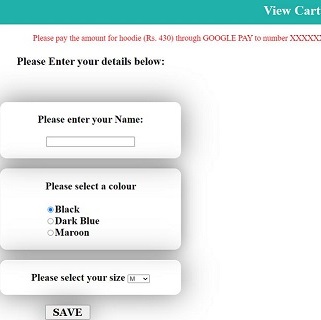 View Cart
Please pay the amount for hoodie (Rs. 430) through GOOGLE PAY to number XXXXXX
Please Enter your details below:
Please enter your Name:
Please select a colour
Black
Dark Blue
Maroon
Please select your size M
SAVE